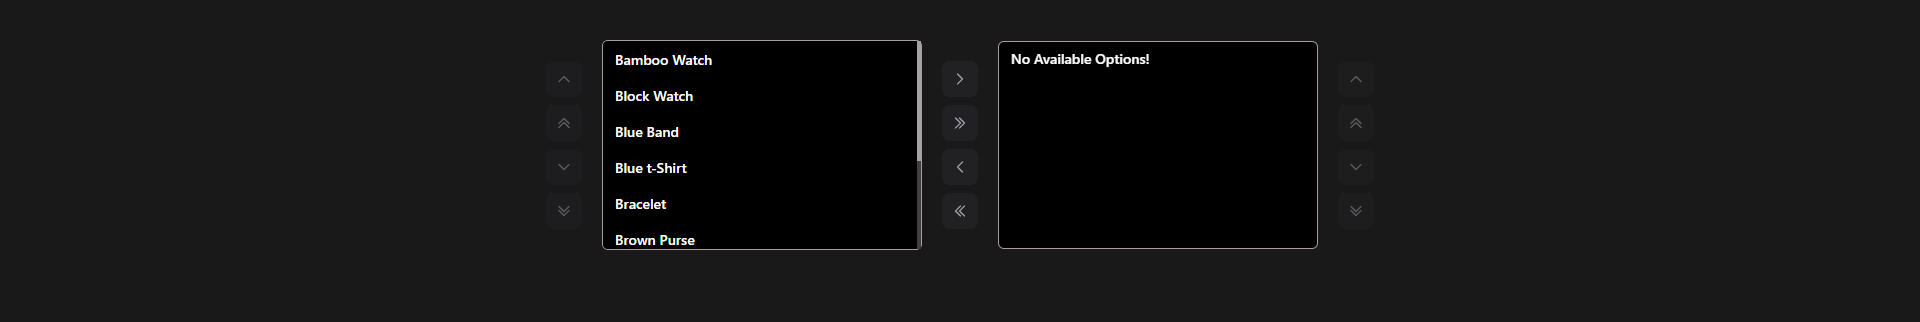 Bamboo Watch
Block Watch
Blue Band
Blue t-Shirt
Bracelet
Brown Purse
No Available Options!